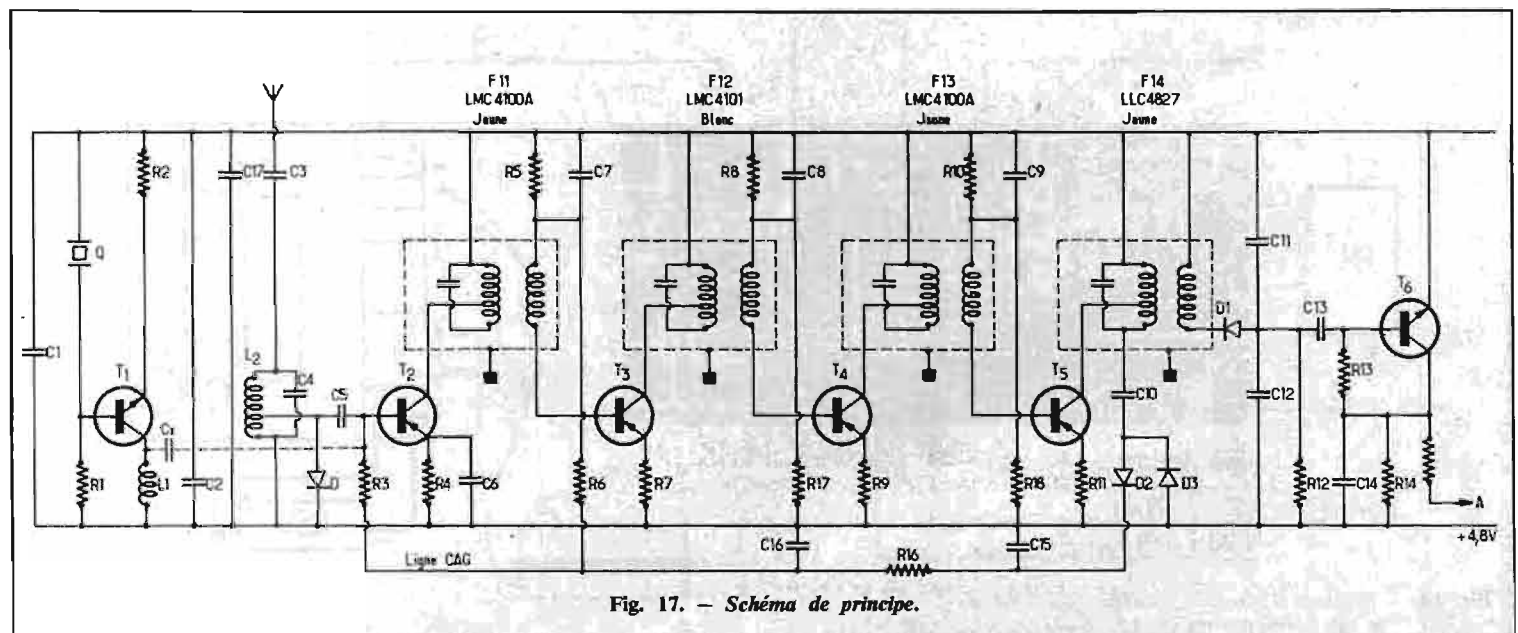 F11
LMC4100A
Jaune
F12
LMC4101
Blanc
F13
LMC4100A
Jaune
F14
LLC4827
Jaune
R2
C17
C3
R5
C7
R8
C8
R10
C9
Q
C11
D1
C13
T6
C1
T1
L2
C4
C5
T2
T3
T4
T5
C10
C12
R13
Cx
R1
L1
C2
D
R3
R4
C6
R6
R7
R17
R9
R18
R11
D2
D3
R12
C14
R14
A
+4,8V
Ligne CAG
C16
R16
C15
Fig. 17. — Schéma de principe.